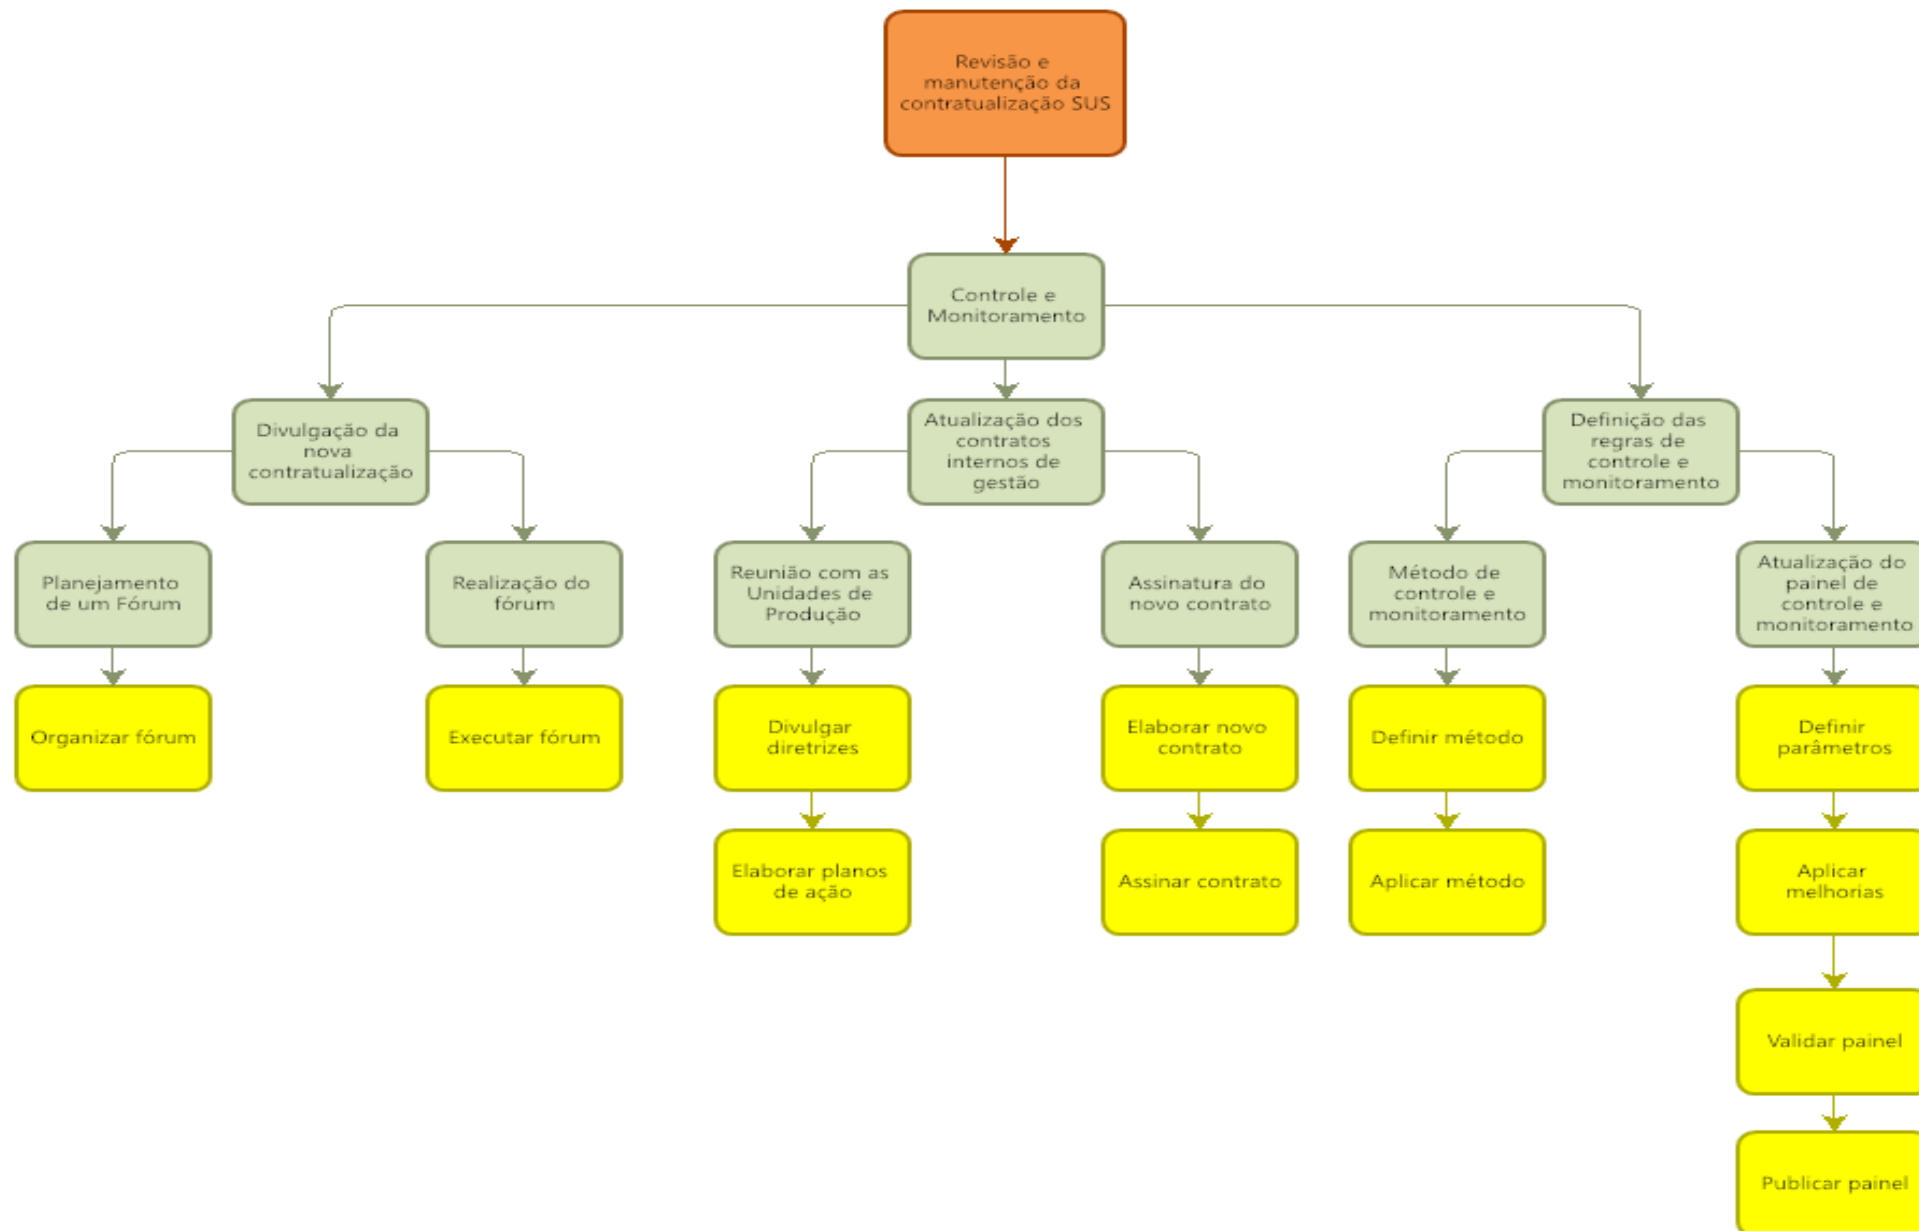 Revisão e
manutenção da
contratualização SUS
Controle e
Monitoramento
Divulgação da
nova
contratualização
Atualização dos
contratos
internos de
gestão
Definição das
regras de
controle e
monitoramento
Planejamento
de um Fórum
Realização do
fórum
Reunião com as
Unidades de
Produção
Assinatura do
novo contrato
Método de
controle e
monitoramento
Atualização do
painel de
controle e
monitoramento
Organizar fórum
Executar fórum
Divulgar
diretrizes
Elaborar novo
contrato
Definir método
Definir
parâmetros
Elaborar planos
de ação
Assinar contrato
Aplicar método
Aplicar
melhorias
Validar painel
Publicar painel